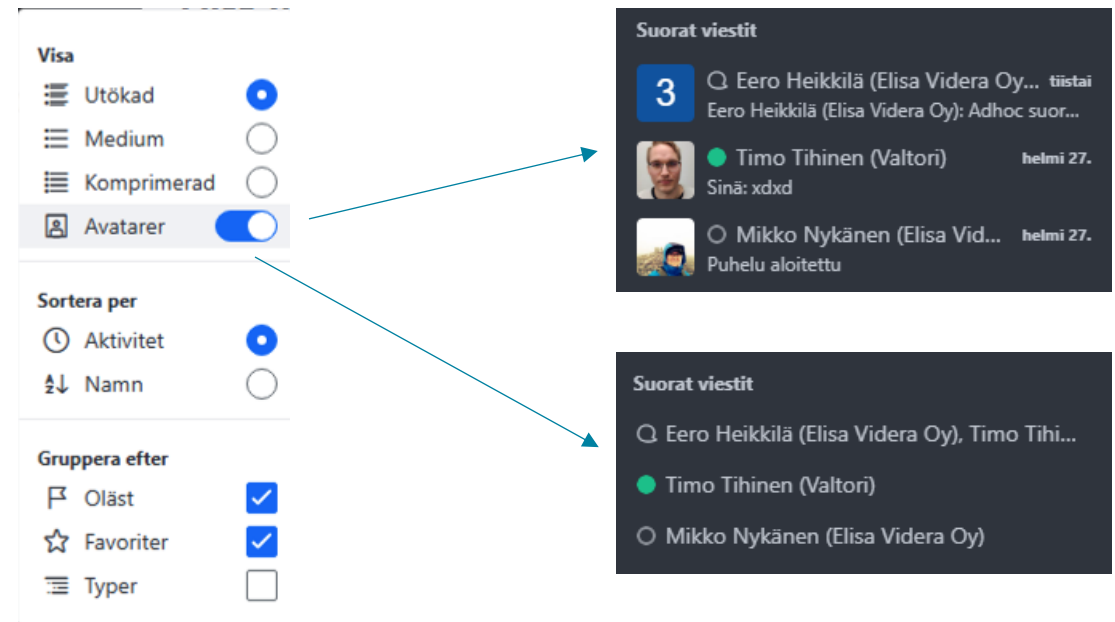 Visa
Utökad
Medium
Komprimerad
Avatarer
Sortera per
Aktivitet
Namn
Gruppera efter
Oläst
Favoriter
Typer
Suorat viestit
3
Eero Heikkilä (Elisa Videra Oy... tiistai
Eero Heikkilä (Elisa Videra Oy): Adhoc suor...
Timo Tihinen (Valtori) helmi 27.
Sinä: xdxd
Mikko Nykänen (Elisa Vid... helmi 27.
Puhelu aloitettu
Suorat viestit
Eero Heikkilä (Elisa Videra Oy), Timo Tihi...
Timo Tihinen (Valtori)
Mikko Nykänen (Elisa Videra Oy)